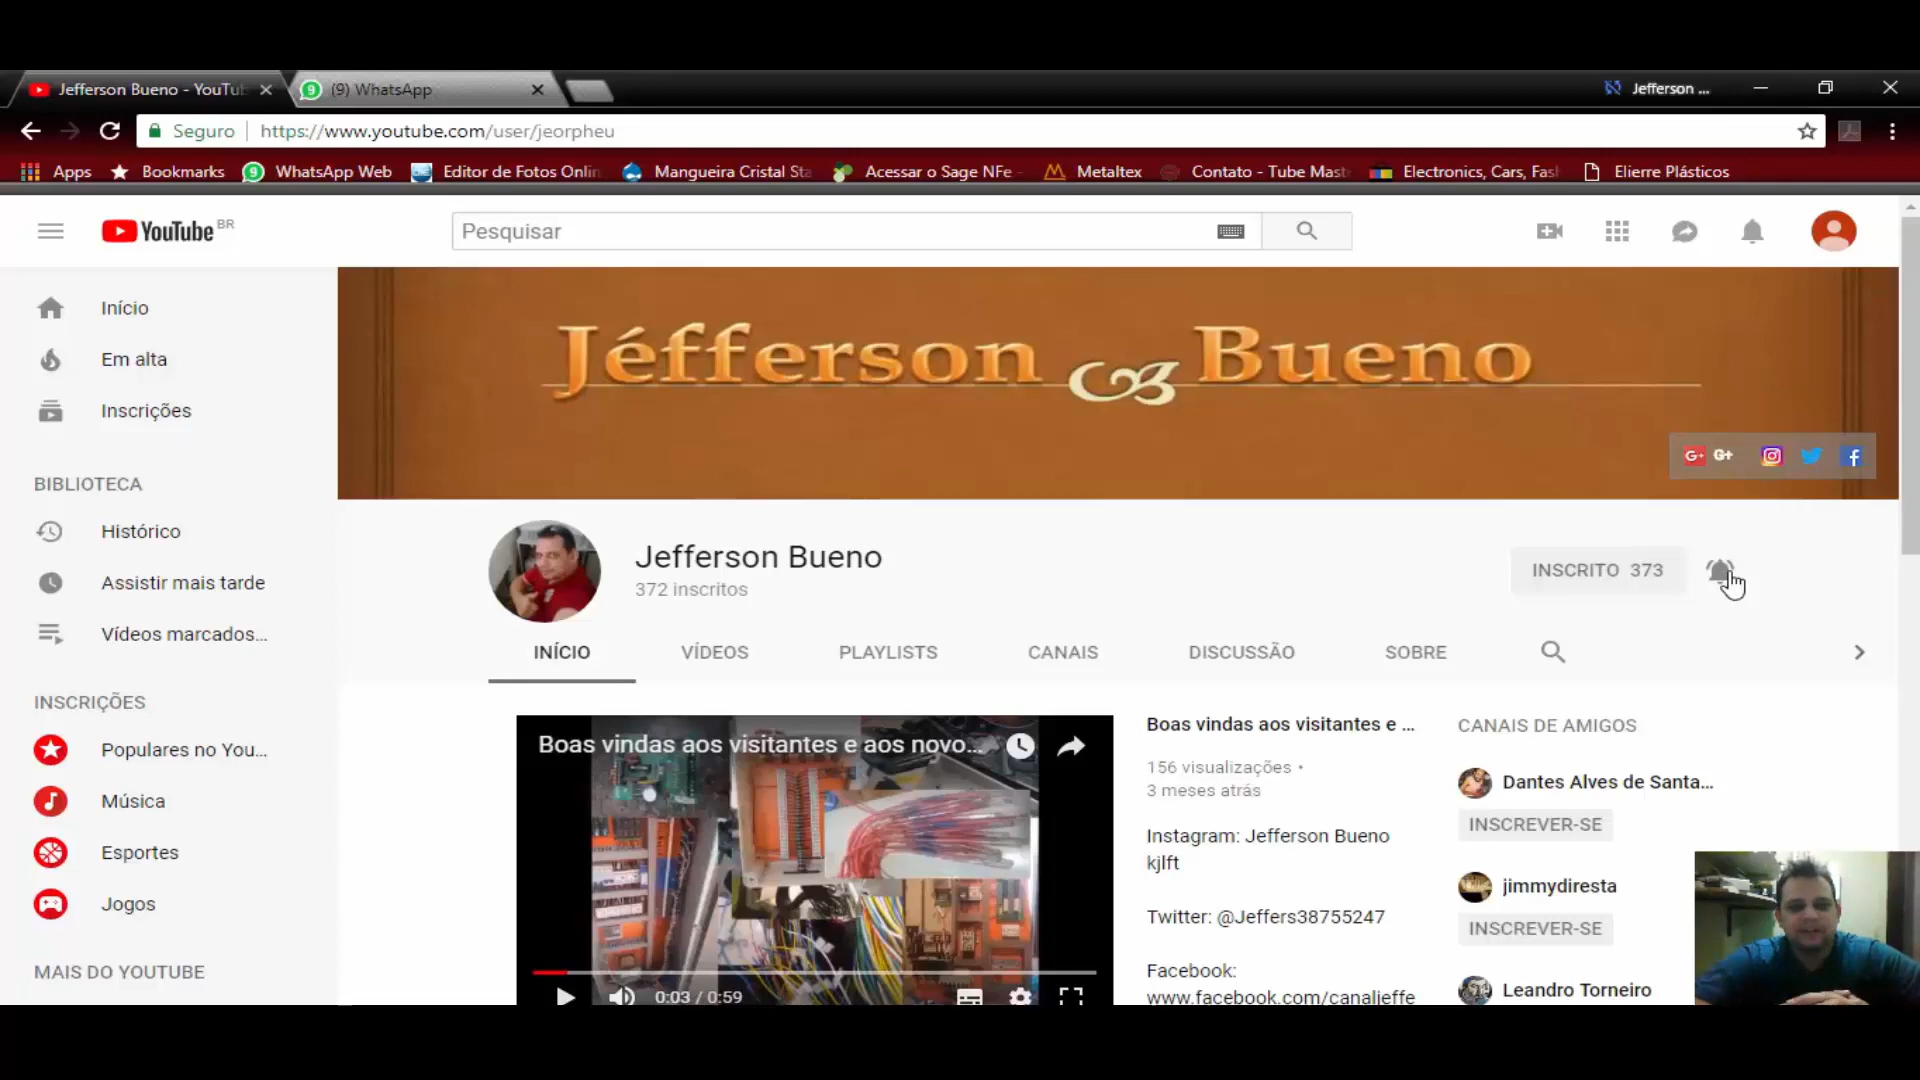 Jefferson Bueno - YouTu
(9) WhatsApp
Jefferson ...
Seguro
https://www.youtube.com/user/jeorpheu
Apps
Bookmarks
WhatsApp Web
Editor de Fotos Onlin
Mangueira Cristal Sta
Acessar o Sage NFe
Metaltex
Contato - Tube Mast
Electronics, Cars, Fash
Elierre Plásticos
YouTube BR
Pesquisar
Início
Em alta
Inscrições
BIBLIOTECA
Histórico
Assistir mais tarde
Vídeos marcados...
INSCRIÇÕES
Populares no You...
Música
Esportes
Jogos
MAIS DO YOUTUBE
Jéfferson Bueno
G+
Jefferson Bueno
372 inscritos
INSCRITO 373
INÍCIO
VÍDEOS
PLAYLISTS
CANAIS
DISCUSSÃO
SOBRE
Boas vindas aos visitantes e aos novo...
0:03 / 0:59
Boas vindas aos visitantes e ...
156 visualizações •
3 meses atrás
Instagram: Jefferson Bueno
kjlft
Twitter: @Jeffers38755247
Facebook:
www.facebook.com/canaljeffe
CANAIS DE AMIGOS
Dantes Alves de Santa...
INSCREVER-SE
jimmydiresta
INSCREVER-SE
Leandro Torneiro